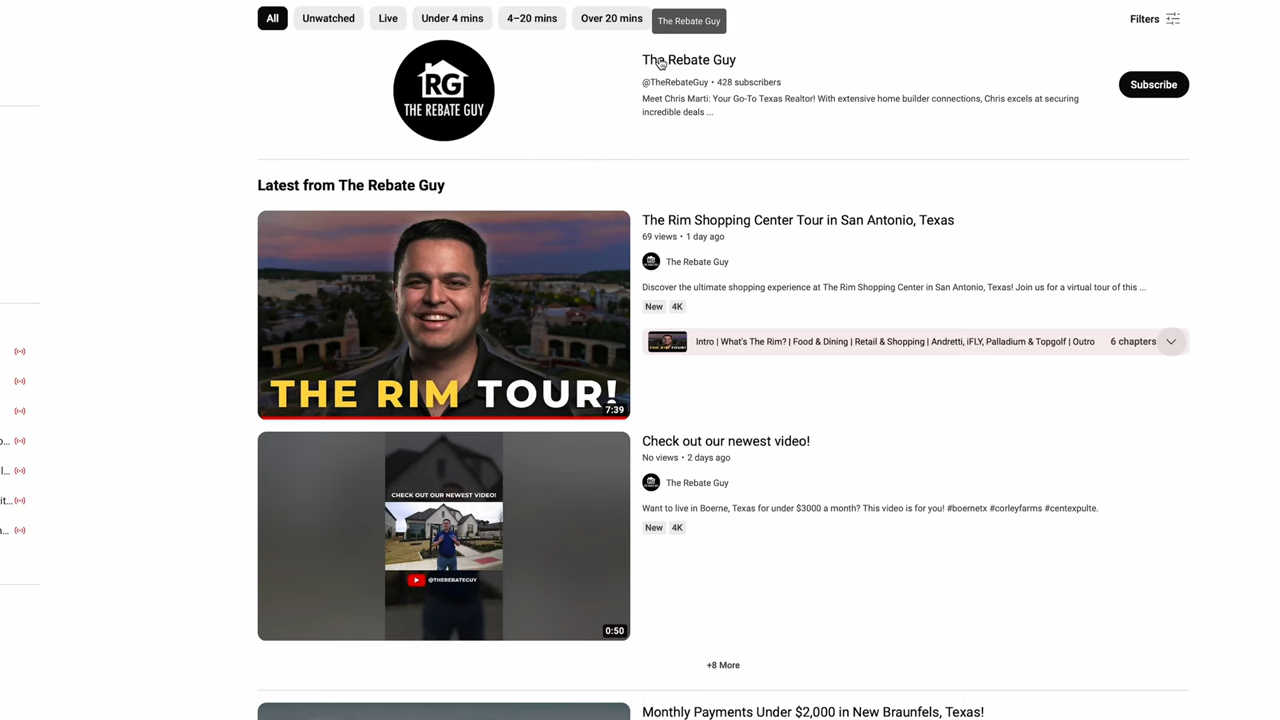 All
Unwatched
Live
Under 4 mins
4–20 mins
Over 20 mins
The Rebate Guy
Filters
RG
THE REBATE GUY
The Rebate Guy
@TheRebateGuy • 428 subscribers
Meet Chris Marti: Your Go-To Texas Realtor! With extensive home builder connections, Chris excels at securing
incredible deals ...
Subscribe
Latest from The Rebate Guy
THE RIM TOUR!
7:39
The Rim Shopping Center Tour in San Antonio, Texas
69 views • 1 day ago
The Rebate Guy
Discover the ultimate shopping experience at The Rim Shopping Center in San Antonio, Texas! Join us for a virtual tour of this ...
New 4K
Intro | What's The Rim? | Food & Dining | Retail & Shopping | Andretti, iFLY, Palladium & Topgolf | Outro
6 chapters
CHECK OUT OUR NEWEST VIDEO!
@THEREBATEGUY
0:50
Check out our newest video!
No views • 2 days ago
The Rebate Guy
Want to live in Boerne, Texas for under $3000 a month? This video is for you! #boernetx #corleyfarms #centexpulte.
New 4K
+8 More
Monthly Payments Under $2,000 in New Braunfels, Texas!
o...
l...
it...
n...